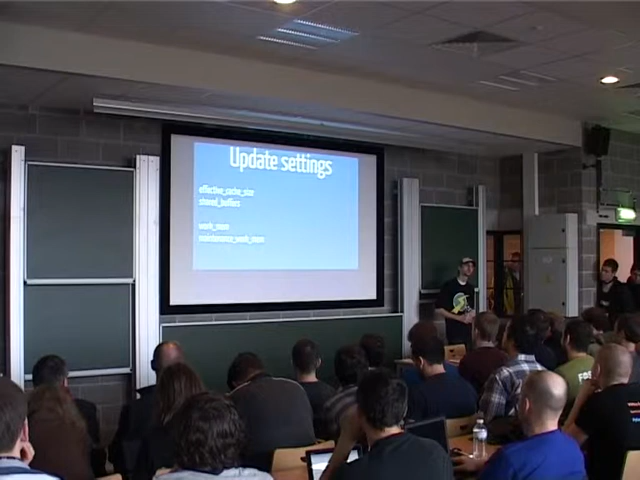 Update settings
effective_cache_size
shared_buffers
work_mem
maintenance_work_mem